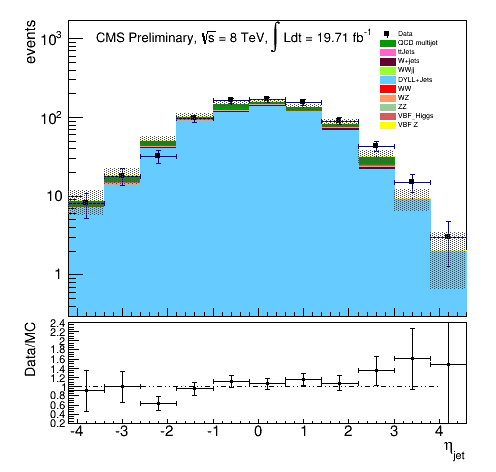 events
10³
10²
10
1
CMS Preliminary, √s = 8 TeV, ∫ Ldt = 19.71 fb⁻¹
Data
QCD multijet
ttJets
W+jets
WWjj
DYLL+Jets
WW
WZ
ZZ
VBF_Higgs
VBF Z
Data/MC
2.4
2.2
2
1.8
1.6
1.4
1.2
1
0.8
0.6
0.4
0.2
-4 -3 -2 -1 0 1 2 3 4
η_jet